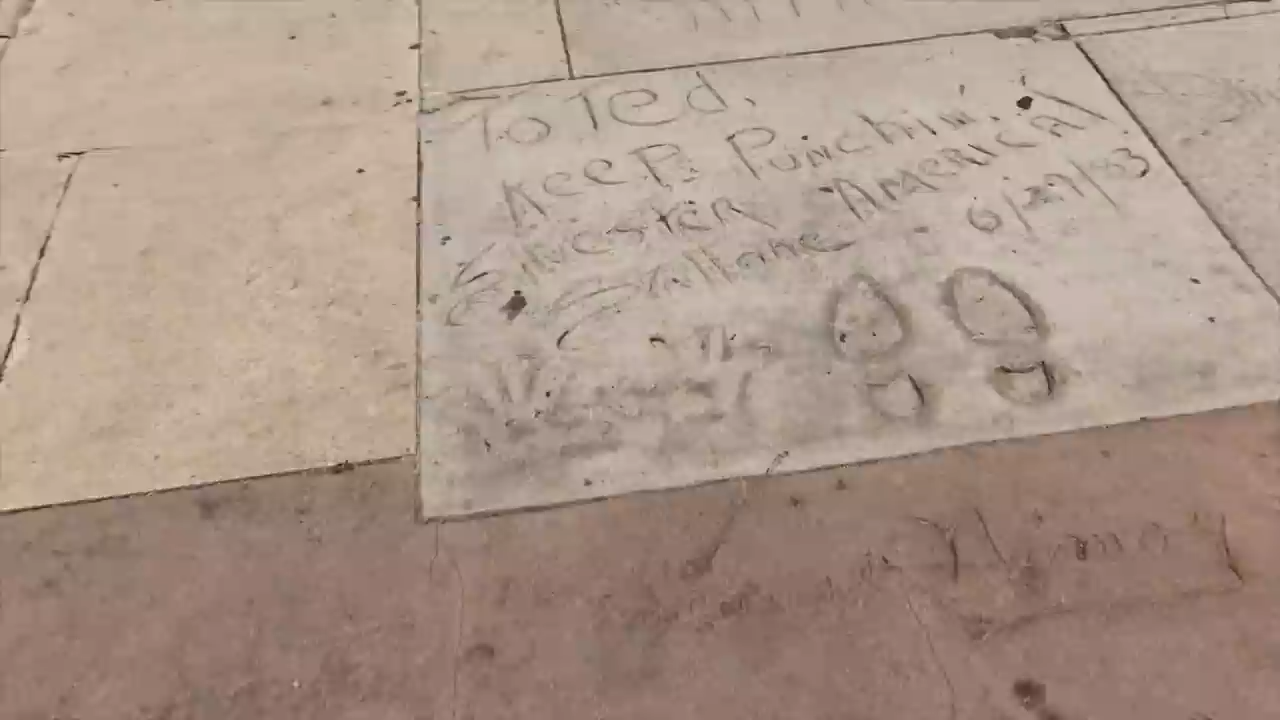 To Ted,
Keep Punchin'
America!
Sylvester
Stallone
6/29/83